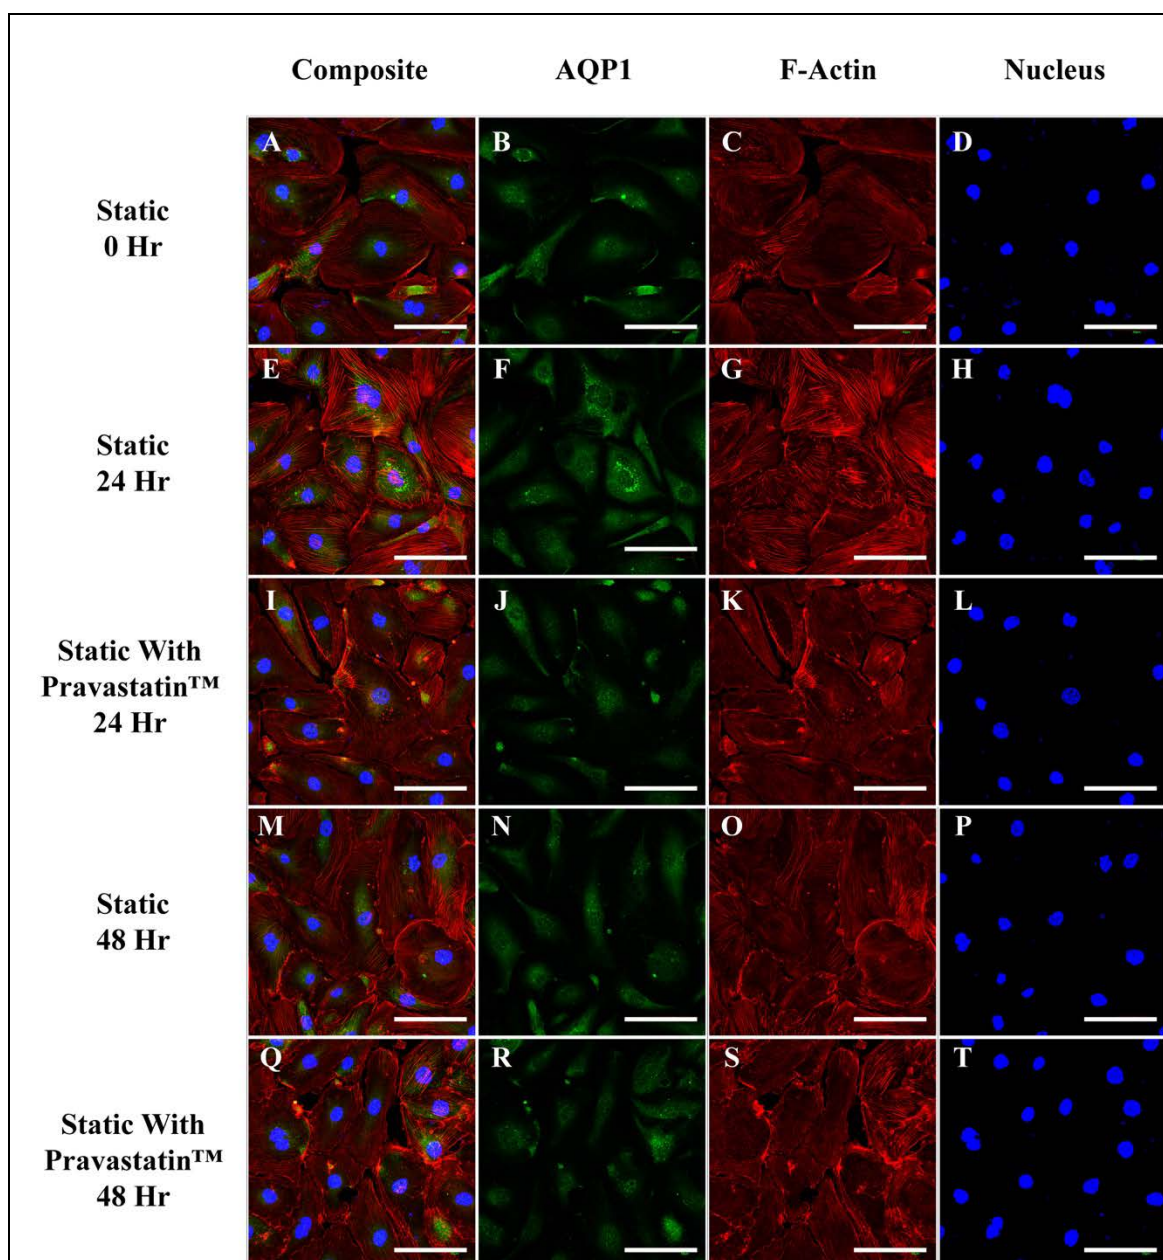 Composite AQP1 F-Actin Nucleus
A B C D
Static
0 Hr
E F G H
Static
24 Hr
I J K L
Static With
Pravastatin™
24 Hr
M N O P
Static
48 Hr
Q R S T
Static With
Pravastatin™
48 Hr